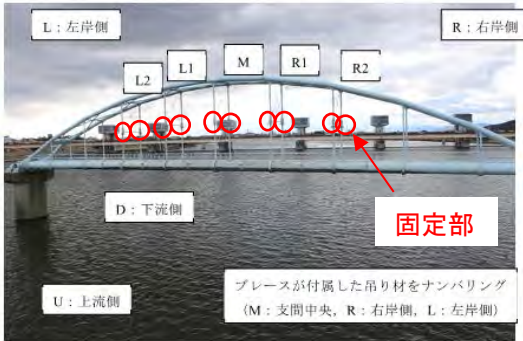 L：左岸側
R：右岸側
L2
L1
M
R1
R2
D：下流側
固定部
U：上流側
ブレースが付属した吊り材をナンバリング
（M：支間中央，R：右岸側，L：左岸側）